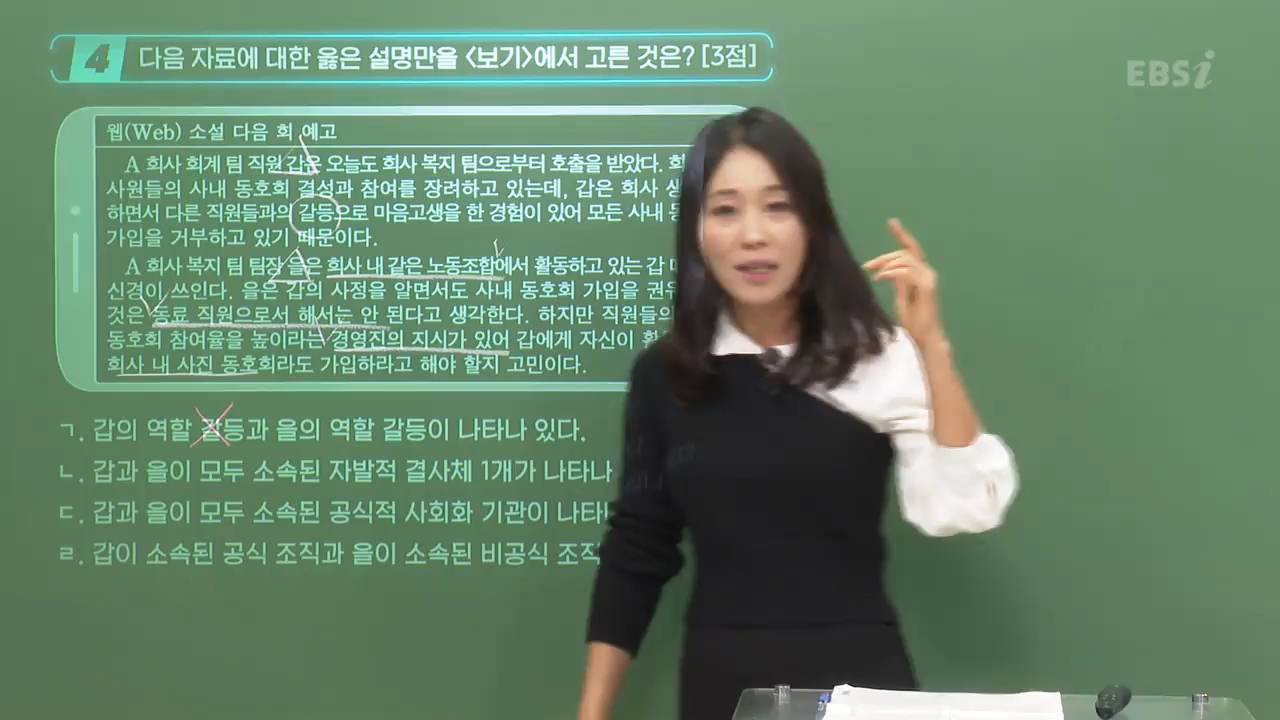 4 다음 자료에 대한 옳은 설명만을 <보기>에서 고른 것은? [3점]
EBSi
웹(Web) 소설 다음 회 예고
A 회사 회계 팀 직원 갑은 오늘도 회사 복지 팀으로부터 호출을 받았다.
사원들의 사내 동호회 결성과 참여를 장려하고 있는데, 갑은 회사
하면서 다른 직원들과의 갈등으로 마음고생을 한 경험이 있어 모든 사내
가입을 거부하고 있기 때문이다.
A 회사 복지 팀 팀장 을은 회사 내 같은 노동조합에서 활동하고 있는 갑
신경이 쓰인다. 을은 갑의 사정을 알면서도 사내 동호회 가입을
것은 동료 직원으로서 해서는 안 된다고 생각한다. 하지만 직원들의
동호회 참여율을 높이라는 경영진의 지시가 있어 갑에게 자신이
회사 내 사진 동호회라도 가입하라고 해야 할지 고민이다.
ㄱ. 갑의 역할 갈등과 을의 역할 갈등이 나타나 있다.
ㄴ. 갑과 을이 모두 소속된 자발적 결사체 1개가 나타나
ㄷ. 갑과 을이 모두 소속된 공식적 사회화 기관이
ㄹ. 갑이 소속된 공식 조직과 을이 소속된 비공식 조직